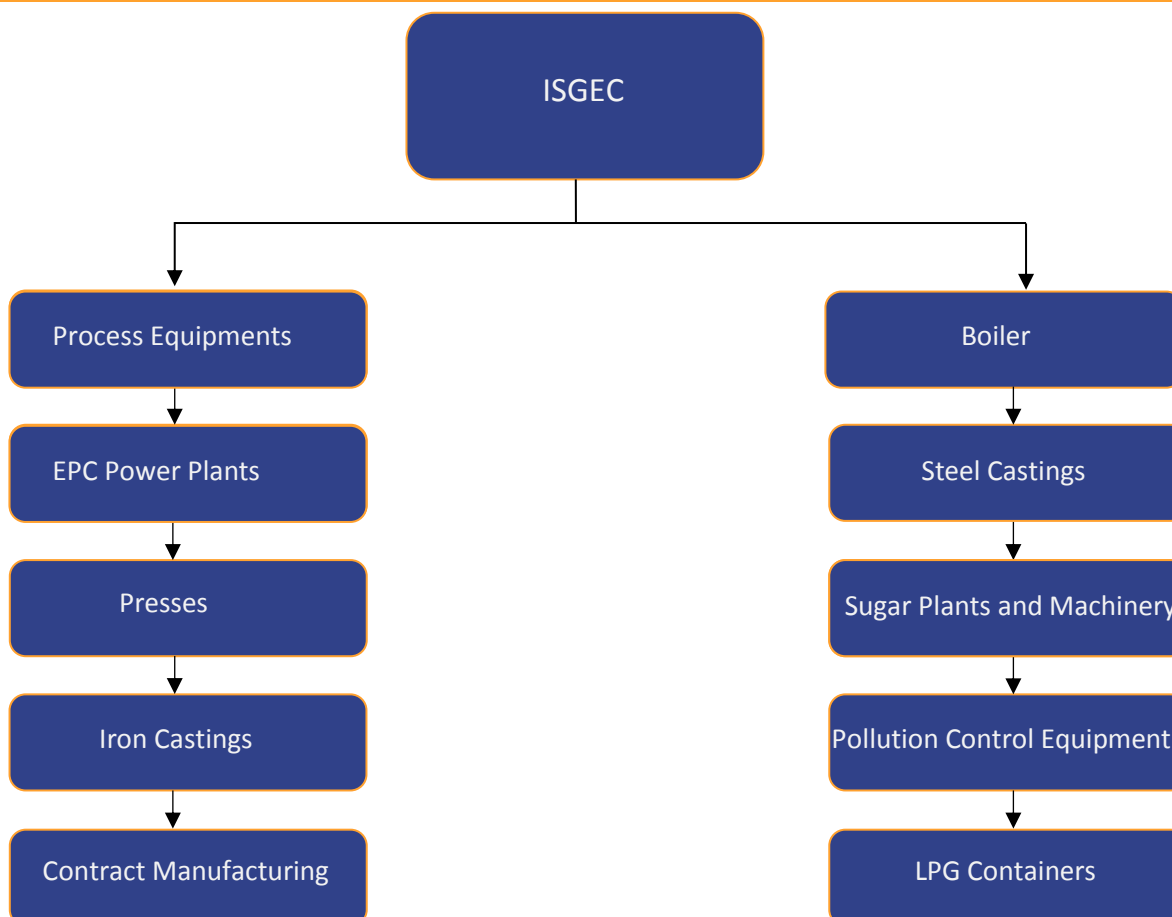 ISGEC
Process Equipments
Boiler
EPC Power Plants
Steel Castings
Presses
Sugar Plants and Machinery
Iron Castings
Pollution Control Equipment
Contract Manufacturing
LPG Containers